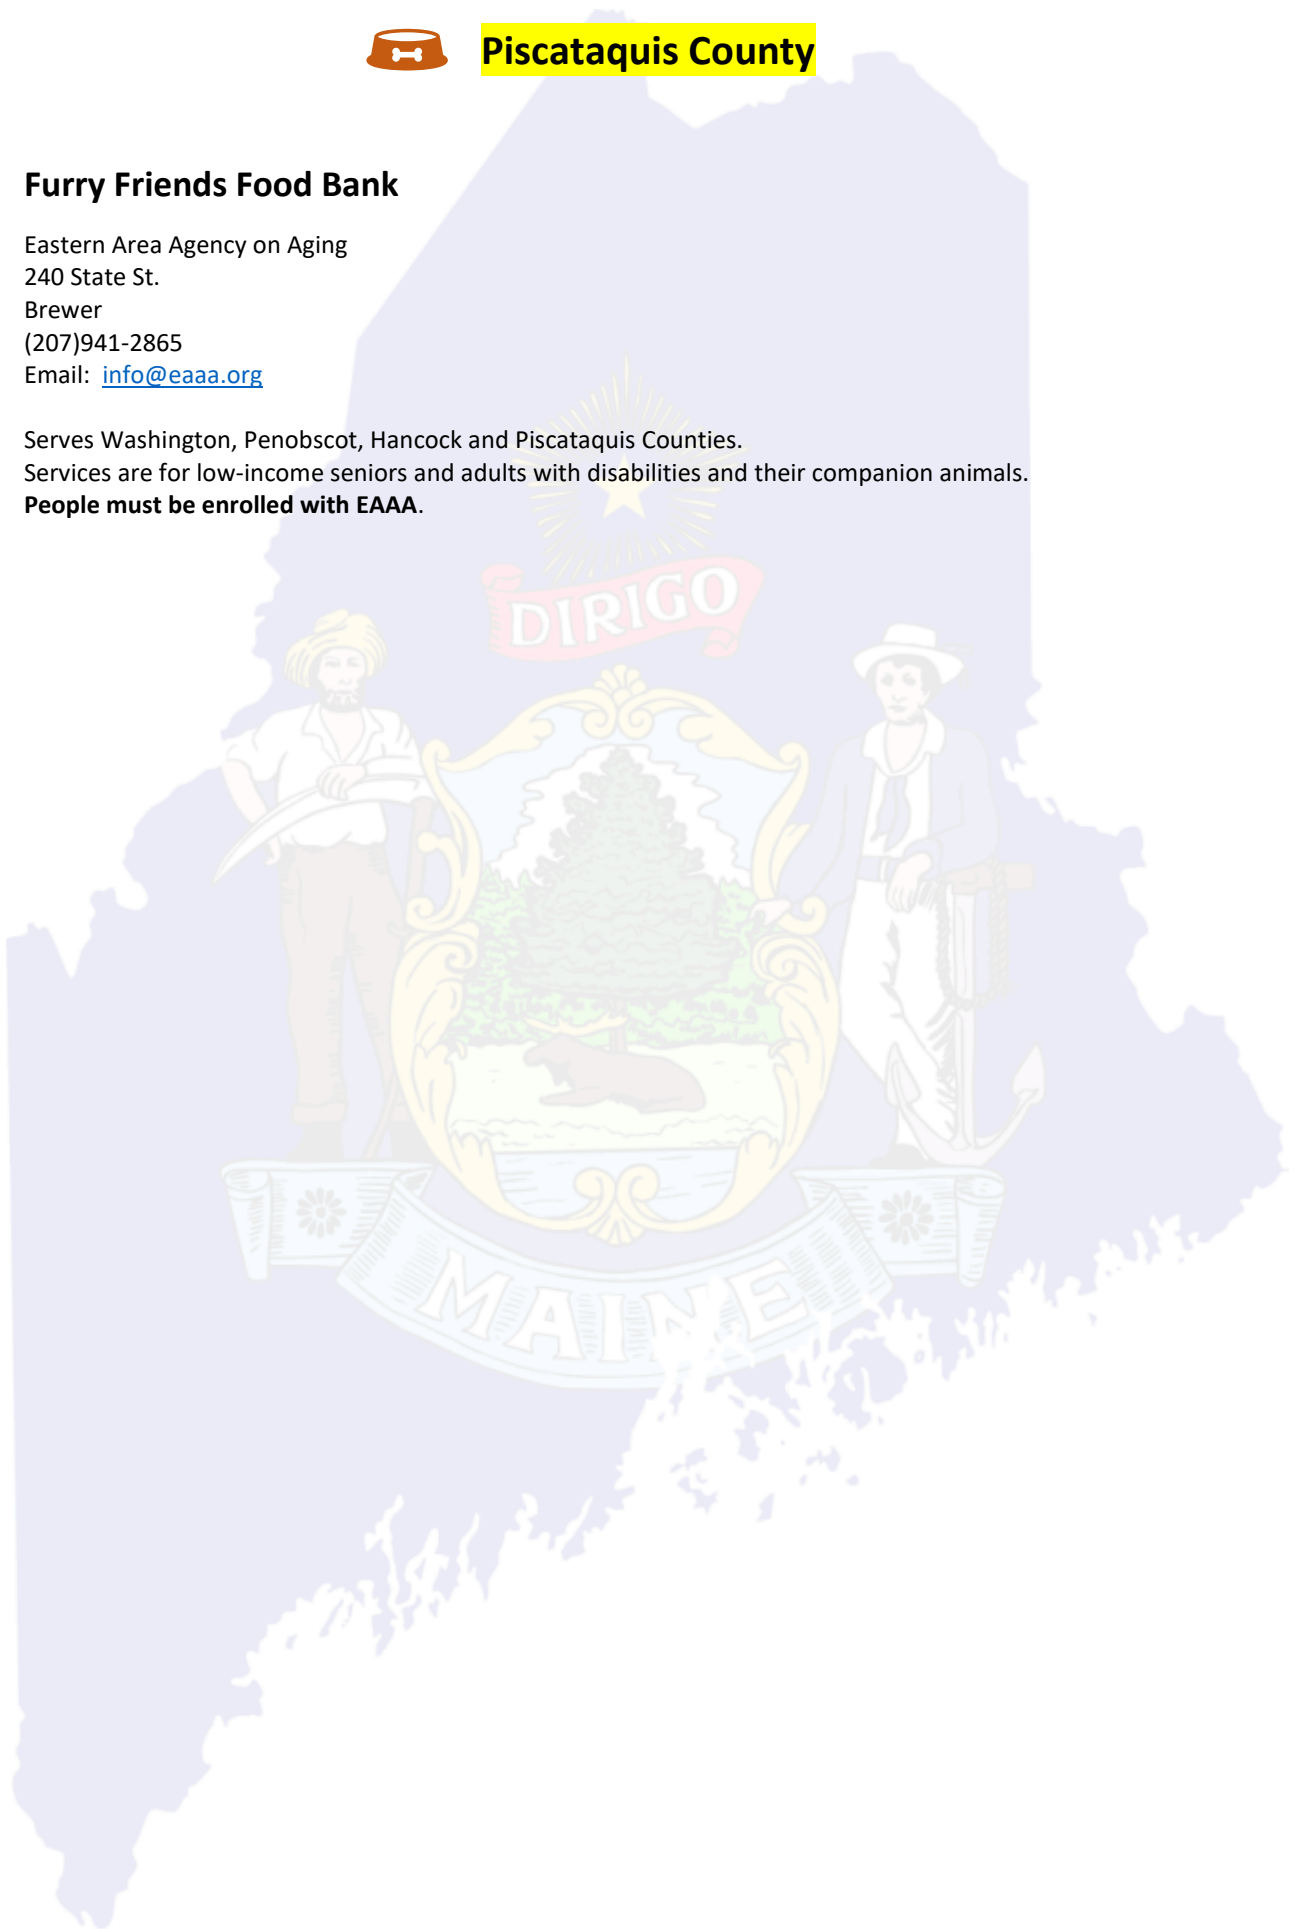 Piscataquis County
Furry Friends Food Bank
Eastern Area Agency on Aging
240 State St.
Brewer
(207)941-2865
Email:  info@eaaa.org
Serves Washington, Penobscot, Hancock and Piscataquis Counties.
Services are for low-income seniors and adults with disabilities and their companion animals.
People must be enrolled with EAAA.
DIRIGO
MAINE